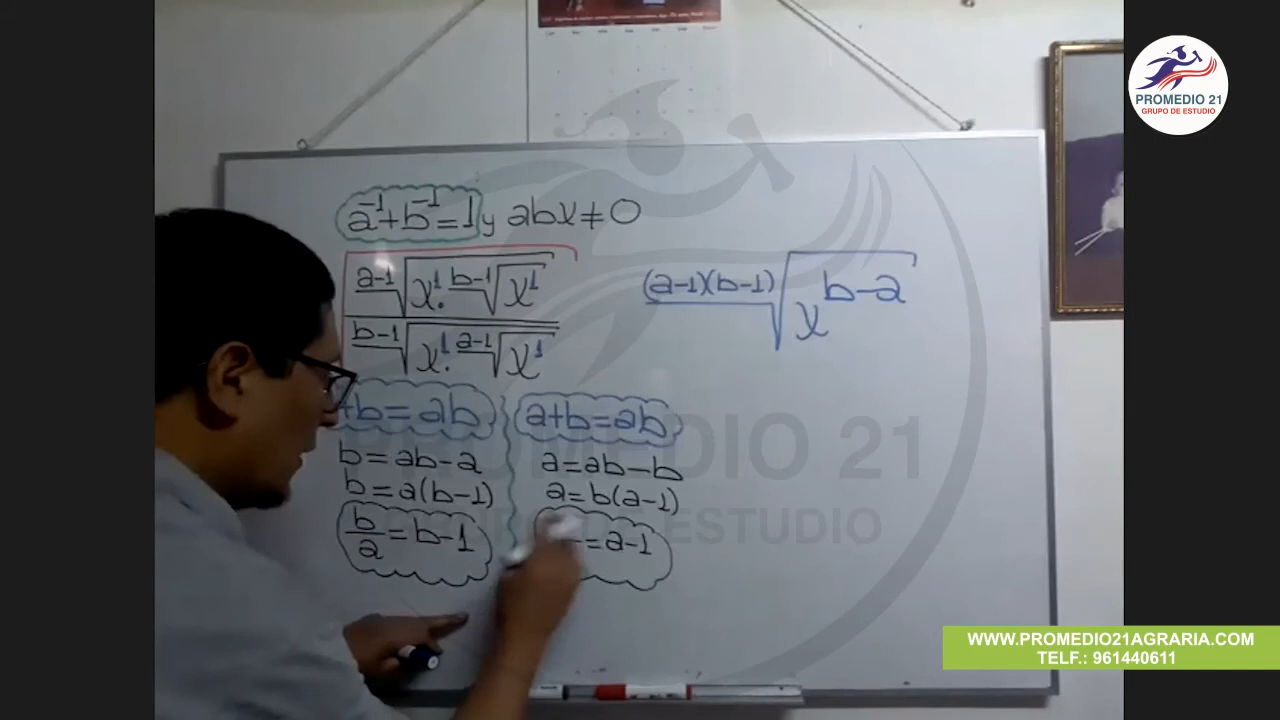 PROMEDIO 21
GRUPO DE ESTUDIO
a⁻¹+b⁻¹=1 y abx≠0
a-1√x¹. b-1√x¹
b-1√x¹. a-1√x¹
(a-1)(b-1)√x^(b-a)
+b=ab
b=ab-a
b=a(b-1)
b/a=b-1
a+b=ab
a=ab-b
a=b(a-1)
=a-1
WWW.PROMEDIO21AGRARIA.COM
TELF.: 961440611